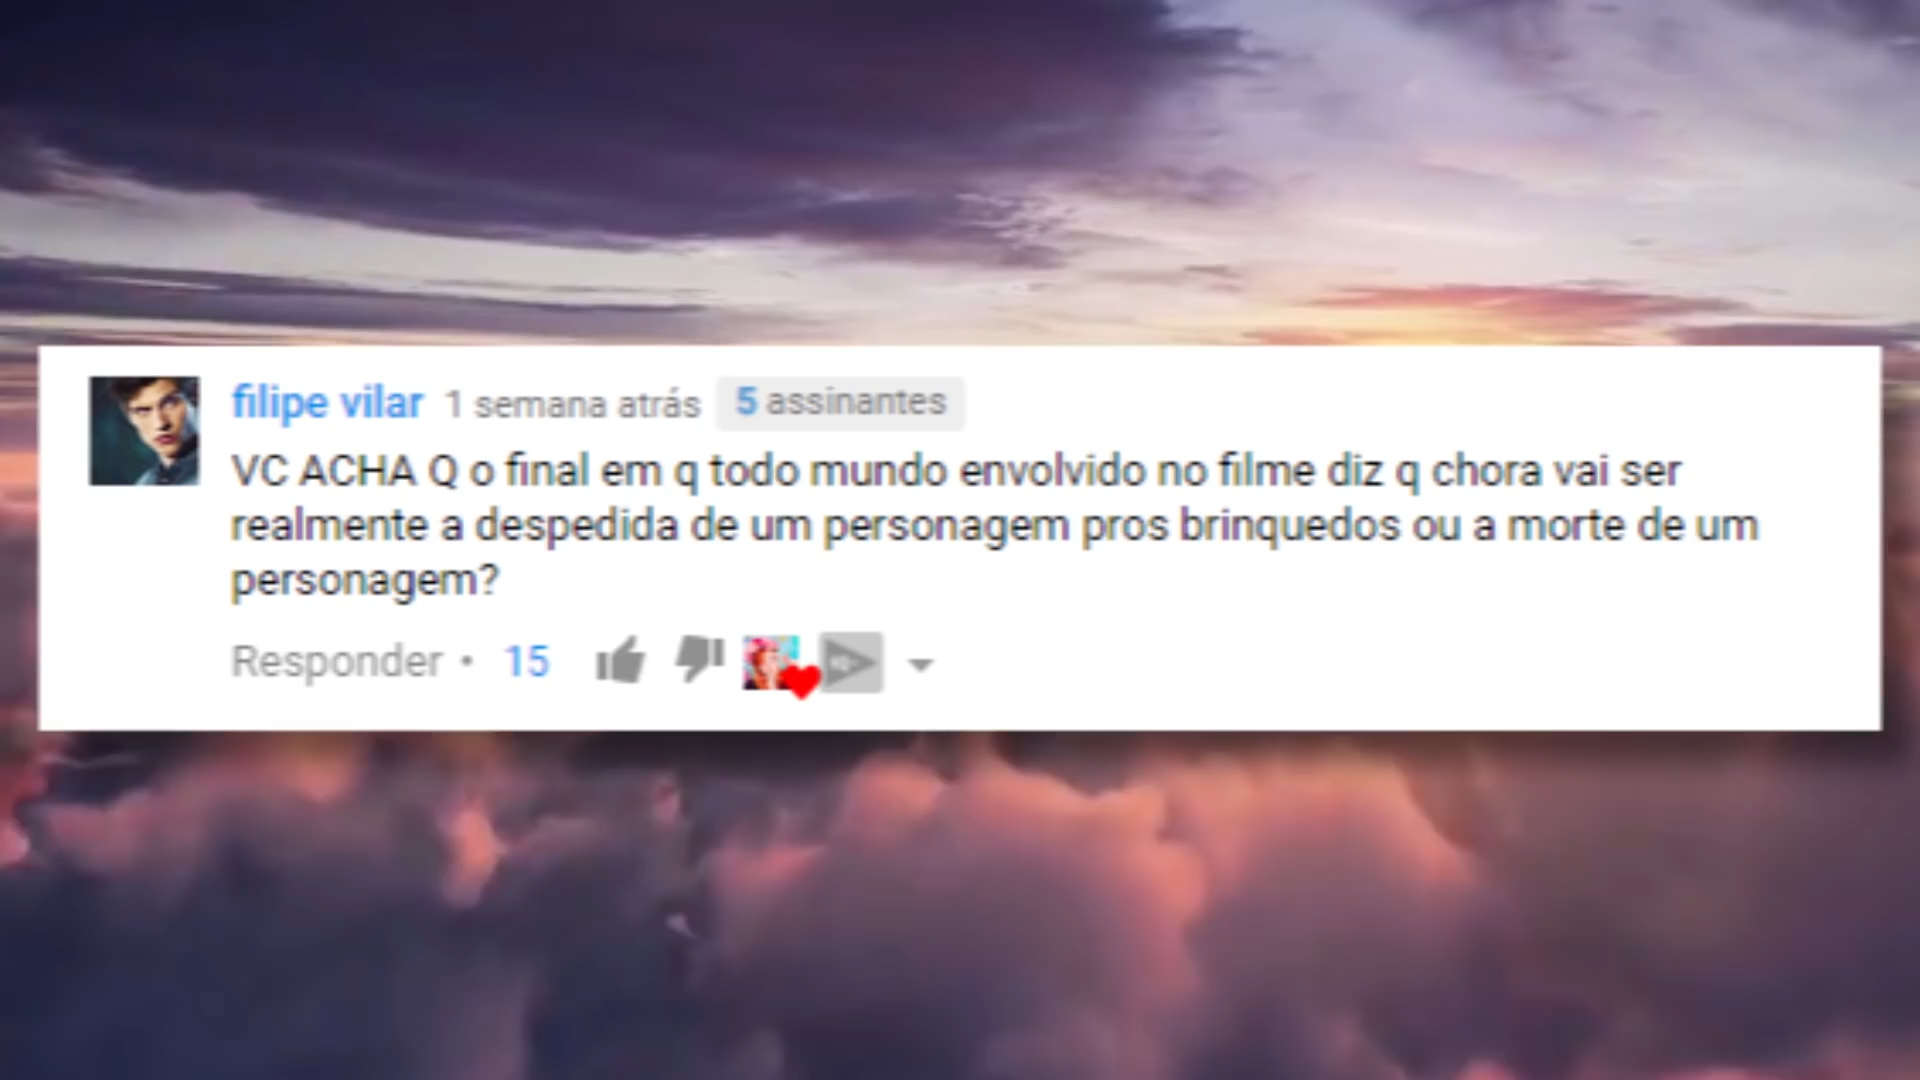 filipe vilar 1 semana atrás 5 assinantes
VC ACHA Q o final em q todo mundo envolvido no filme diz q chora vai ser
realmente a despedida de um personagem pros brinquedos ou a morte de um
personagem?
Responder • 15